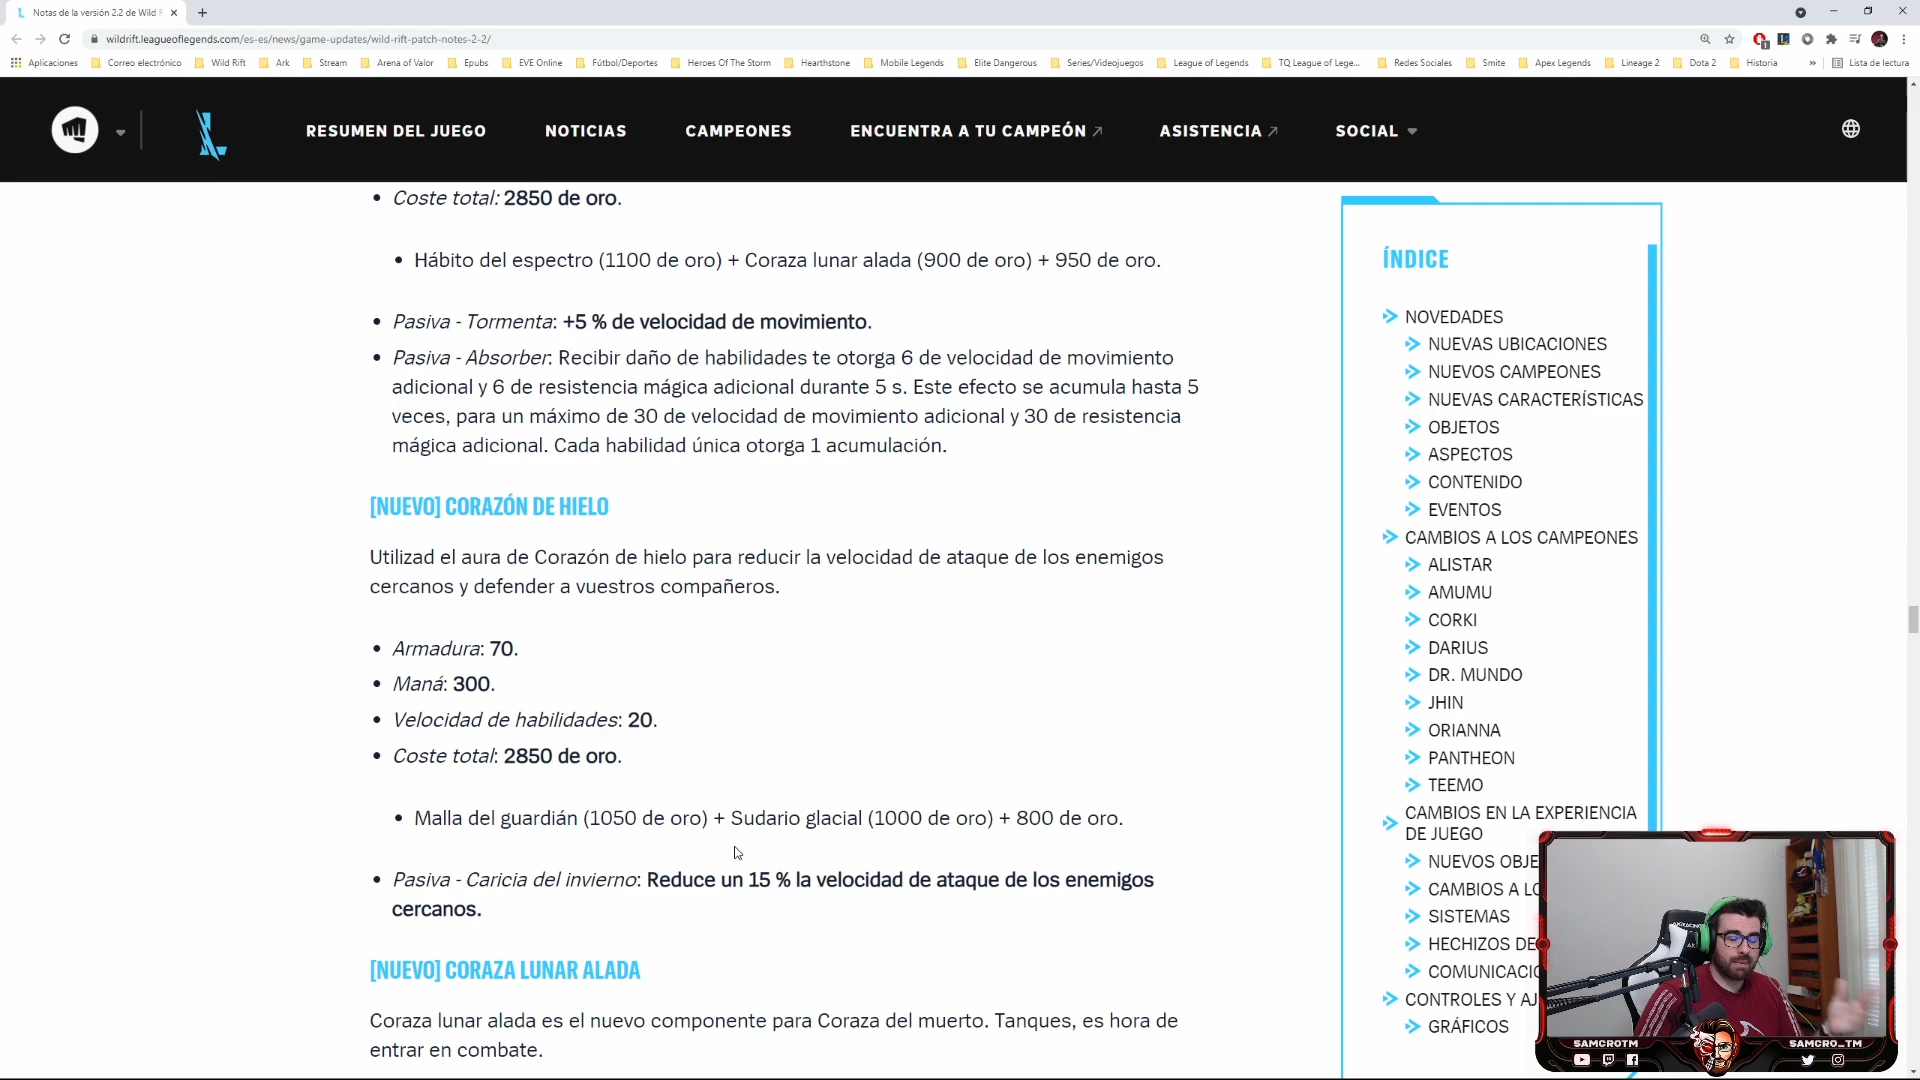 Notas de la versión 2.2 de Wild R
wildrift.leagueoflegends.com/es-es/news/game-updates/wild-rift-patch-notes-2-2/
Aplicaciones Correo electrónico Wild Rift Ark Stream Arena of Valor Epubs EVE Online Fútbol/Deportes Heroes Of The Storm Hearthstone Mobile Legends Elite Dangerous Series/Videojuegos League of Legends TQ League of Lege... Redes Sociales Smite Apex Legends Lineage 2 Dota 2 Historia » Lista de lectura
RESUMEN DEL JUEGO NOTICIAS CAMPEONES ENCUENTRA A TU CAMPEÓN ASISTENCIA SOCIAL
Coste total: 2850 de oro.
Hábito del espectro (1100 de oro) + Coraza lunar alada (900 de oro) + 950 de oro.
Pasiva - Tormenta: +5 % de velocidad de movimiento.
Pasiva - Absorber: Recibir daño de habilidades te otorga 6 de velocidad de movimiento
adicional y 6 de resistencia mágica adicional durante 5 s. Este efecto se acumula hasta 5
veces, para un máximo de 30 de velocidad de movimiento adicional y 30 de resistencia
mágica adicional. Cada habilidad única otorga 1 acumulación.
[NUEVO] CORAZÓN DE HIELO
Utilizad el aura de Corazón de hielo para reducir la velocidad de ataque de los enemigos
cercanos y defender a vuestros compañeros.
Armadura: 70.
Maná: 300.
Velocidad de habilidades: 20.
Coste total: 2850 de oro.
Malla del guardián (1050 de oro) + Sudario glacial (1000 de oro) + 800 de oro.
Pasiva - Caricia del invierno: Reduce un 15 % la velocidad de ataque de los enemigos
cercanos.
[NUEVO] CORAZA LUNAR ALADA
Coraza lunar alada es el nuevo componente para Coraza del muerto. Tanques, es hora de
entrar en combate.
ÍNDICE
NOVEDADES
NUEVAS UBICACIONES
NUEVOS CAMPEONES
NUEVAS CARACTERÍSTICAS
OBJETOS
ASPECTOS
CONTENIDO
EVENTOS
CAMBIOS A LOS CAMPEONES
ALISTAR
AMUMU
CORKI
DARIUS
DR. MUNDO
JHIN
ORIANNA
PANTHEON
TEEMO
CAMBIOS EN LA EXPERIENCIA
DE JUEGO
NUEVOS OBJE
CAMBIOS A LO
SISTEMAS
HECHIZOS DE
COMUNICACIO
CONTROLES Y AJ
GRÁFICOS
SAMCROTM SAMCRO_TM